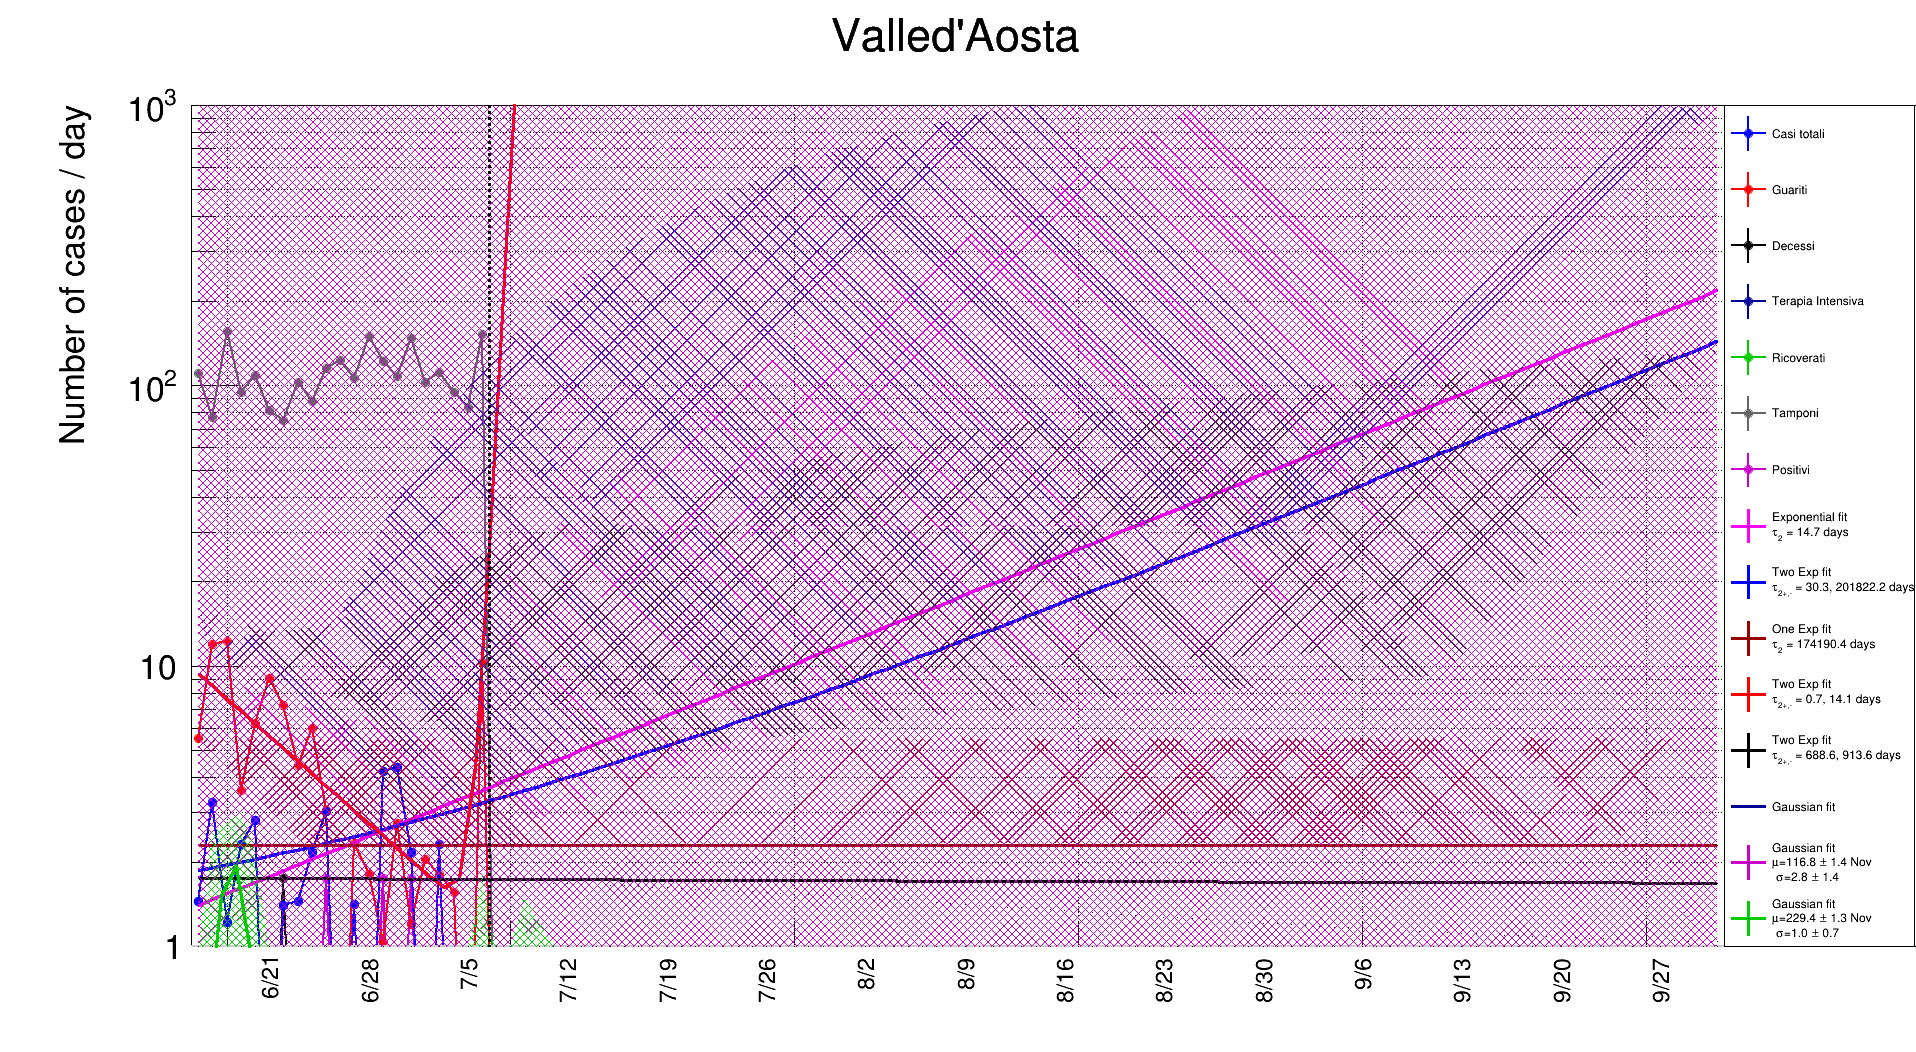 Valled'Aosta
Number of cases / day
10³
10²
10
1
6/21
6/28
7/5
7/12
7/19
7/26
8/2
8/9
8/16
8/23
8/30
9/6
9/13
9/20
9/27
Casi totali
Guariti
Decessi
Terapia Intensiva
Ricoverati
Tamponi
Positivi
Exponential fit
τ₂ = 14.7 days
Two Exp fit
τ₂₊,₋ = 30.3, 201822.2 days
One Exp fit
τ₂ = 174190.4 days
Two Exp fit
τ₂₊,₋ = 0.7, 14.1 days
Two Exp fit
τ₂₊,₋ = 688.6, 913.6 days
Gaussian fit
Gaussian fit
μ=116.8 ± 1.4 Nov
σ=2.8 ± 1.4
Gaussian fit
μ=229.4 ± 1.3 Nov
σ=1.0 ± 0.7